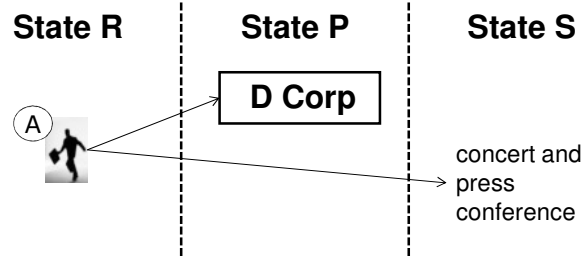 State R
State P
State S
D Corp
A
concert and
press
conference